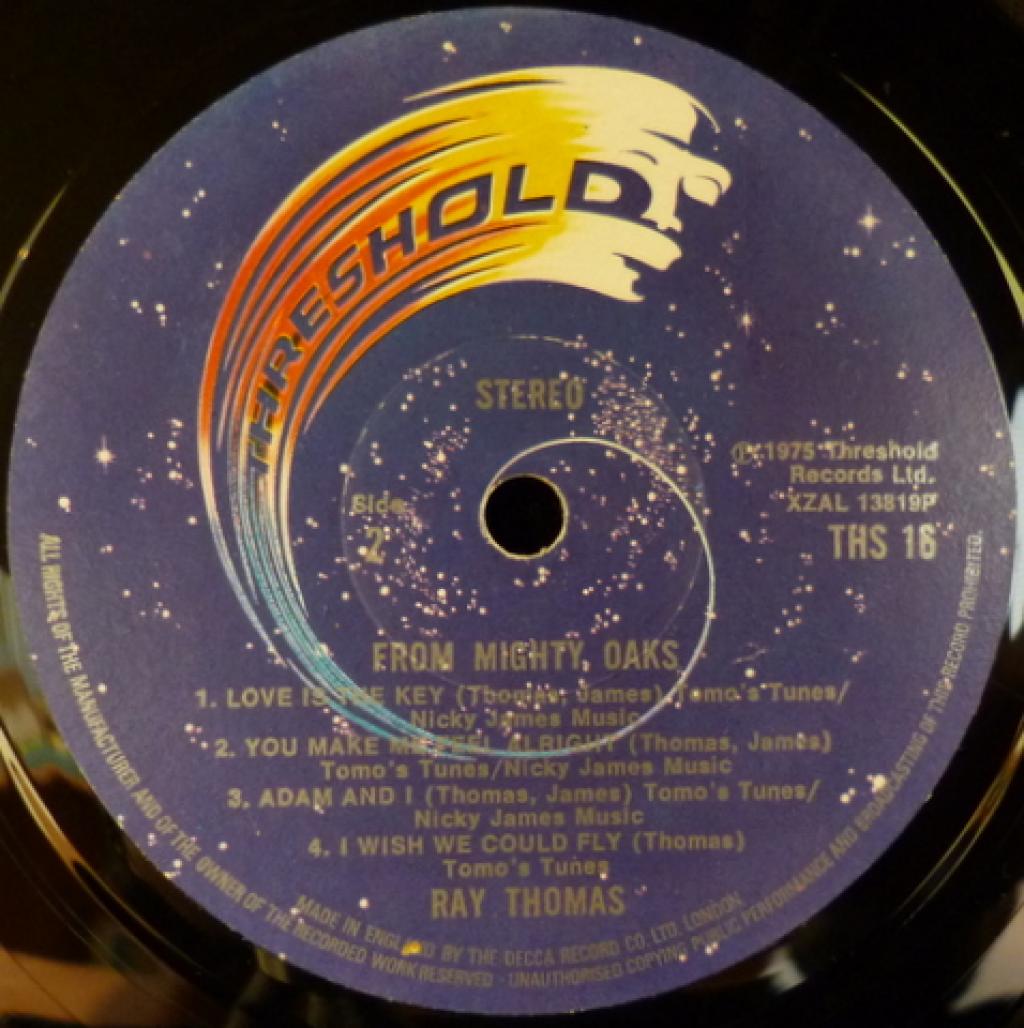 THRESHOLD
STEREO
℗ 1975 Threshold
Records Ltd.
XZAL 13819P
THS 16
Side
2
FROM MIGHTY OAKS
1. LOVE IS THE KEY (Thomas, James) Tomo's Tunes/
Nicky James Music
2. YOU MAKE ME FEEL ALRIGHT (Thomas, James)
Tomo's Tunes/Nicky James Music
3. ADAM AND I (Thomas, James) Tomo's Tunes/
Nicky James Music
4. I WISH WE COULD FLY (Thomas)
Tomo's Tunes
RAY THOMAS
MADE IN ENGLAND BY THE DECCA RECORD CO. LTD. LONDON.
ALL RIGHTS OF THE MANUFACTURER AND OF THE OWNER OF THE RECORDED WORK RESERVED - UNAUTHORISED COPYING PUBLIC PERFORMANCE AND BROADCASTING OF THIS RECORD PROHIBITED.